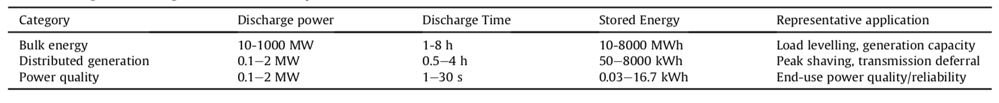 Category Discharge power Discharge Time Stored Energy Representative application
Bulk energy 10-1000 MW 1-8 h 10-8000 MWh Load levelling, generation capacity
Distributed generation 0.1–2 MW 0.5–4 h 50–8000 kWh Peak shaving, transmission deferral
Power quality 0.1–2 MW 1–30 s 0.03–16.7 kWh End-use power quality/reliability